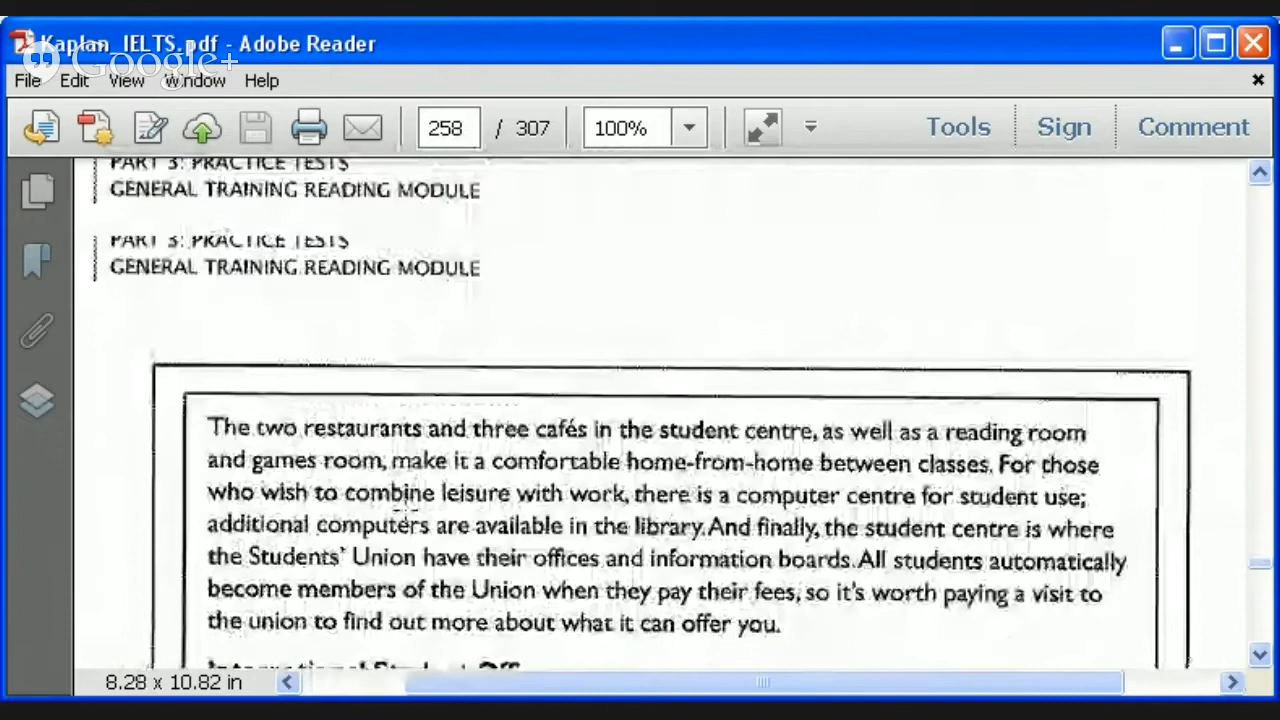 Kaplan_IELTS.pdf - Adobe Reader
Google+
File Edit View Window Help
258 / 307 100% Tools Sign Comment
PART 3: PRACTICE TESTS
GENERAL TRAINING READING MODULE
PART 3: PRACTICE TESTS
GENERAL TRAINING READING MODULE
The two restaurants and three cafés in the student centre, as well as a reading room
and games room, make it a comfortable home-from-home between classes. For those
who wish to combine leisure with work, there is a computer centre for student use;
additional computers are available in the library. And finally, the student centre is where
the Students' Union have their offices and information boards. All students automatically
become members of the Union when they pay their fees, so it's worth paying a visit to
the union to find out more about what it can offer you.
8.28 x 10.82 in